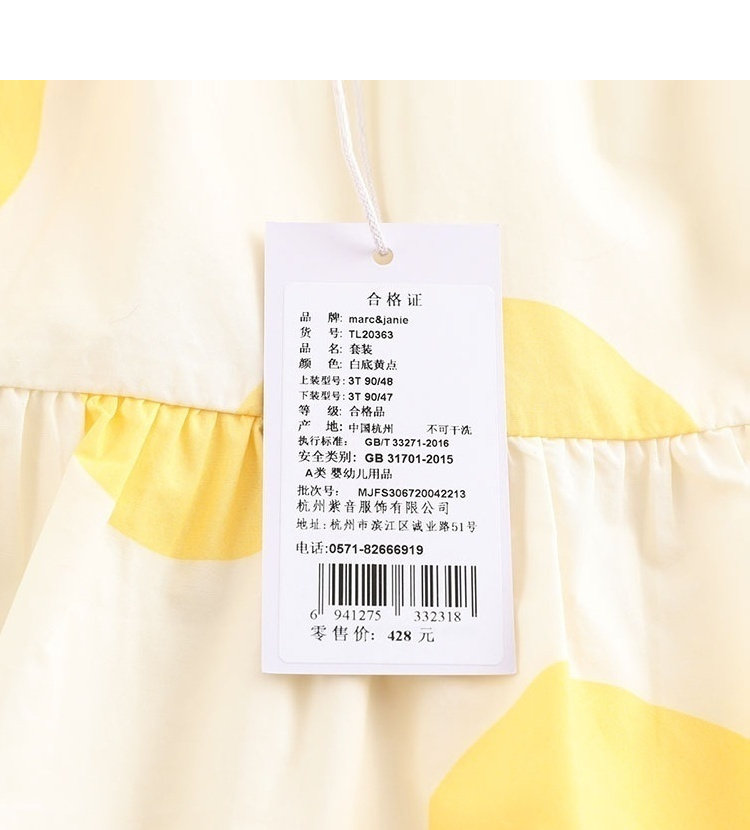 合格证
品 牌: marc&janie
货 号: TL20363
品 名: 套装
颜 色: 白底黄点
上装型号: 3T 90/48
下装型号: 3T 90/47
等 级: 合格品
产 地: 中国杭州 不可干洗
执行标准: GB/T 33271-2016
安全类别: GB 31701-2015
A类 婴幼儿用品
批次号: MJFS306720042213
杭州紫音服饰有限公司
地址: 杭州市滨江区诚业路51号
电话:0571-82666919
6 941275 332318
零售价: 428 元